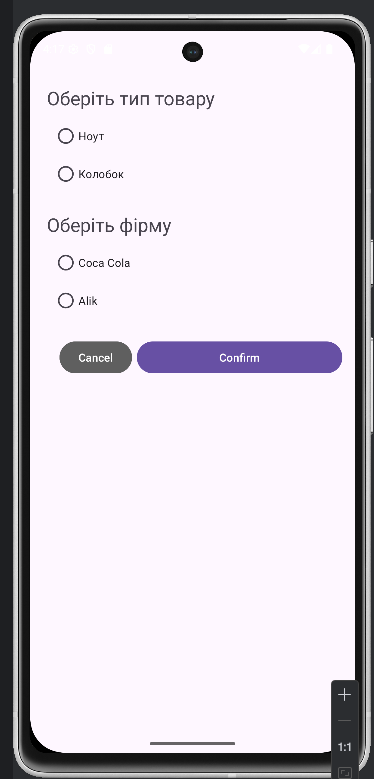 Оберіть тип товару
Ноут
Колобок
Оберіть фірму
Coca Cola
Alik
Cancel
Confirm
1:1